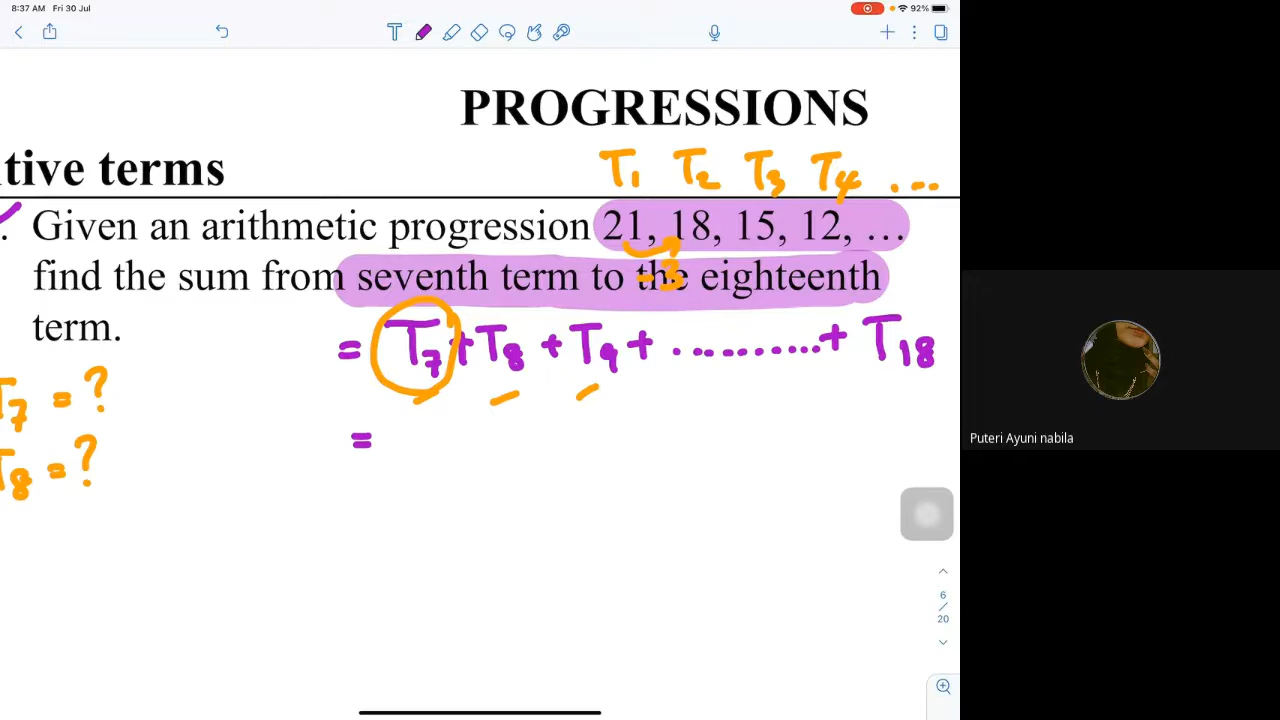 8:37 AM Fri 30 Jul
92%
PROGRESSIONS
tive terms
T1 T2 T3 T4 ...
. Given an arithmetic progression 21, 18, 15, 12, …
-3
find the sum from seventh term to the eighteenth
term.
= T7 + T8 + T9 + .......... + T18
T7 = ?
=
T8 = ?
Puteri Ayuni nabila
6
/
20